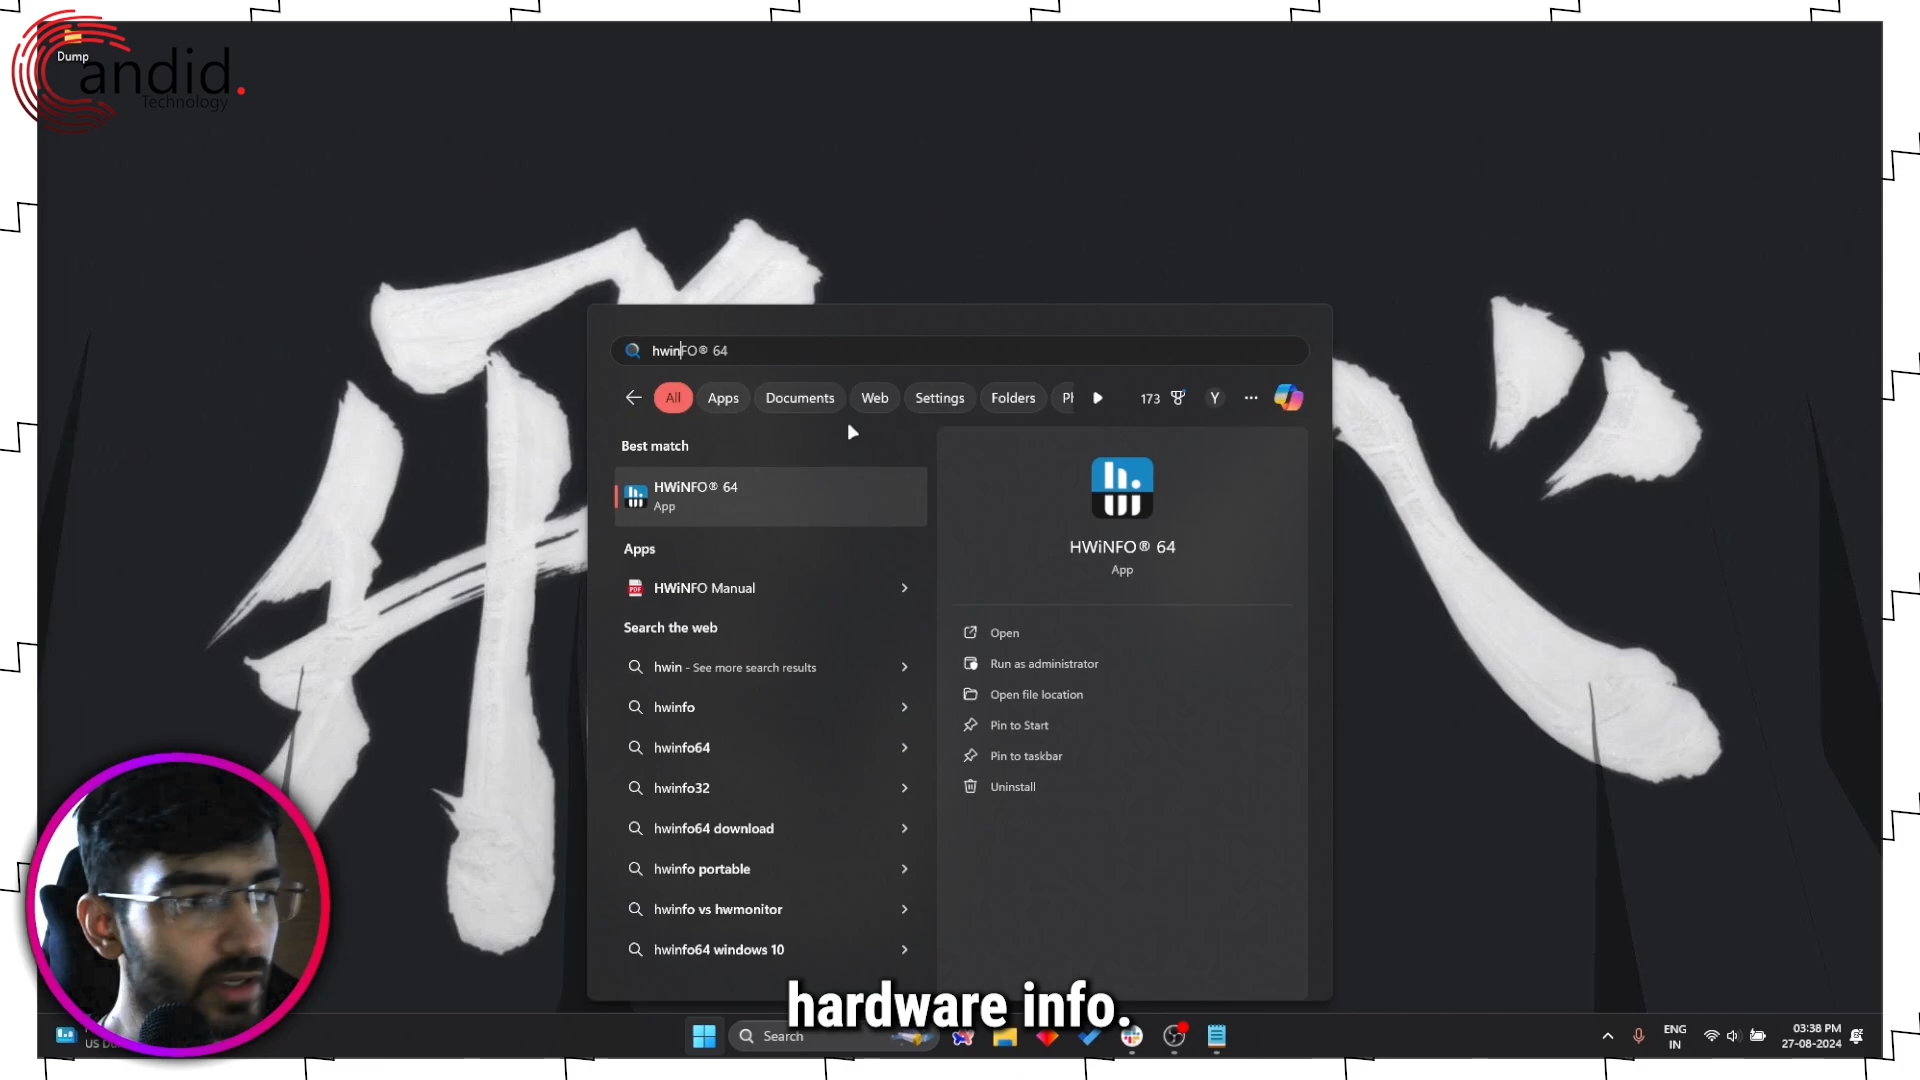 Dump
Candid.
Technology
hwinFO® 64
All Apps Documents Web Settings Folders 173 Y
Best match
HWiNFO® 64
App
Apps
HWiNFO Manual
Search the web
hwin - See more search results
hwinfo
hwinfo64
hwinfo32
hwinfo64 download
hwinfo portable
hwinfo vs hwmonitor
hwinfo64 windows 10
HWiNFO® 64
App
Open
Run as administrator
Open file location
Pin to Start
Pin to taskbar
Uninstall
hardware info.
Search
ENG
IN
03:38 PM
27-08-2024